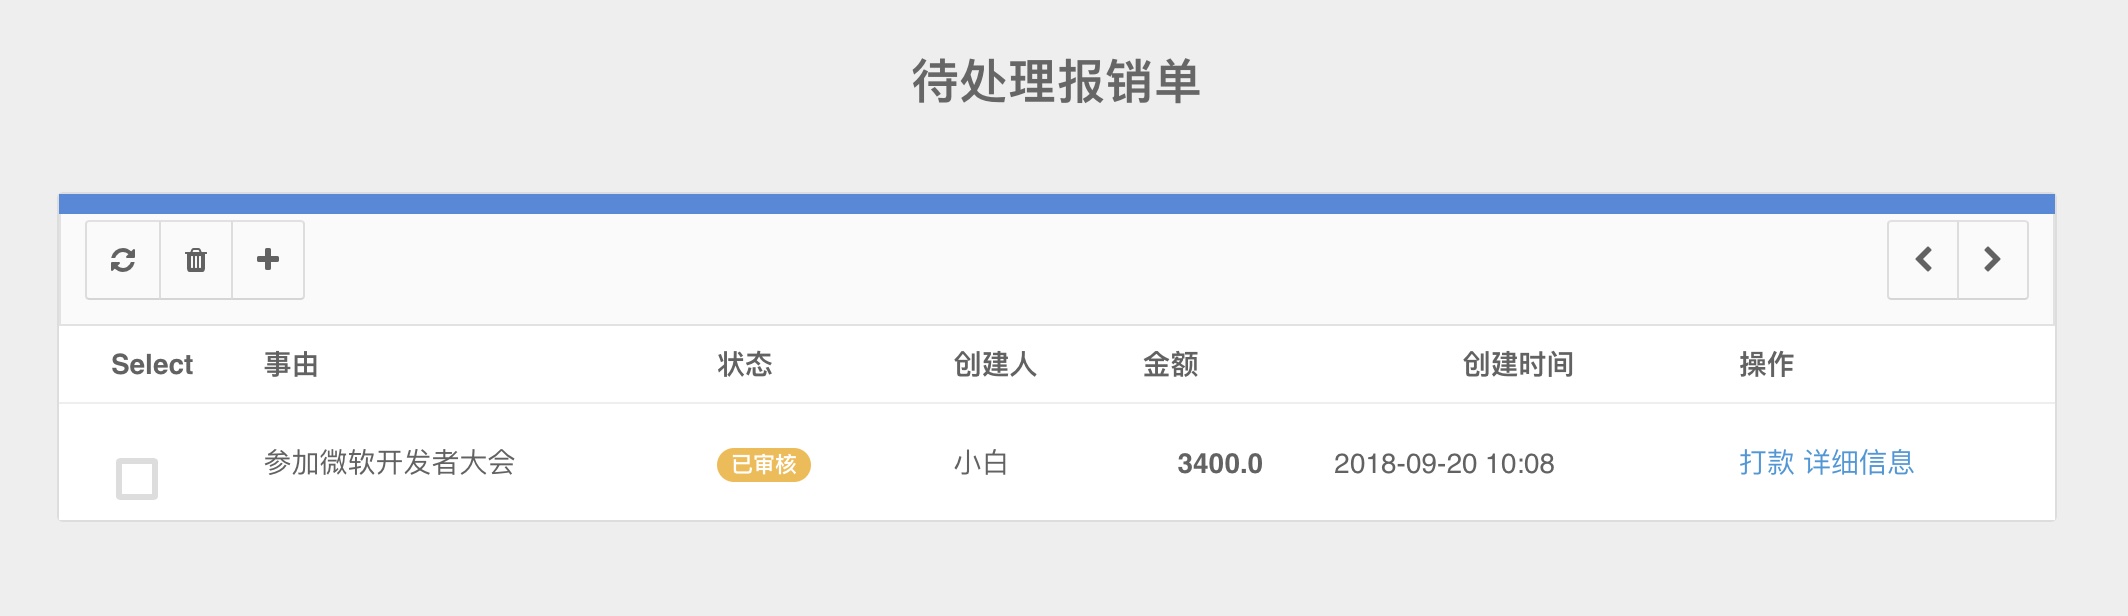 待处理报销单
Select 事由 状态 创建人 金额 创建时间 操作
参加微软开发者大会 已审核 小白 3400.0 2018-09-20 10:08 打款 详细信息